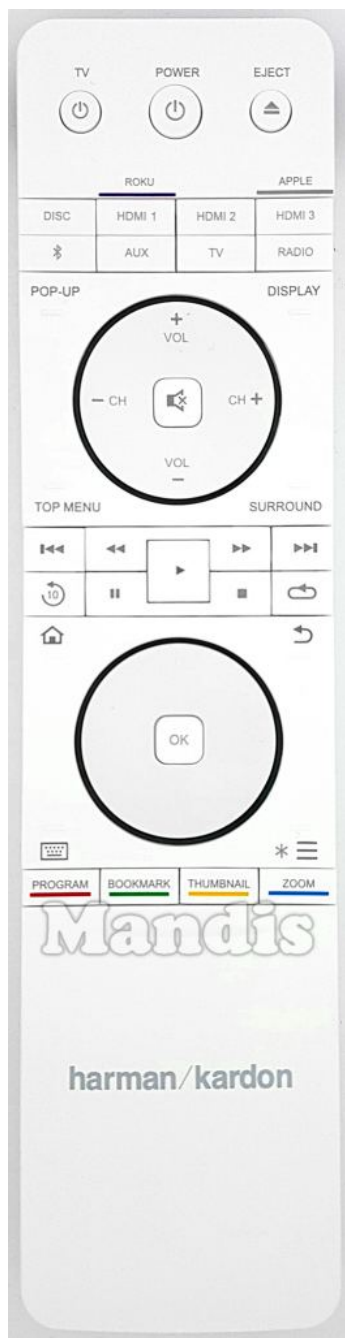 TV POWER EJECT
ROKU APPLE
DISC HDMI 1 HDMI 2 HDMI 3
AUX TV RADIO
POP-UP DISPLAY
+
VOL
− CH CH +
VOL
−
TOP MENU SURROUND
10
OK
PROGRAM BOOKMARK THUMBNAIL ZOOM
Mandis
harman/kardon